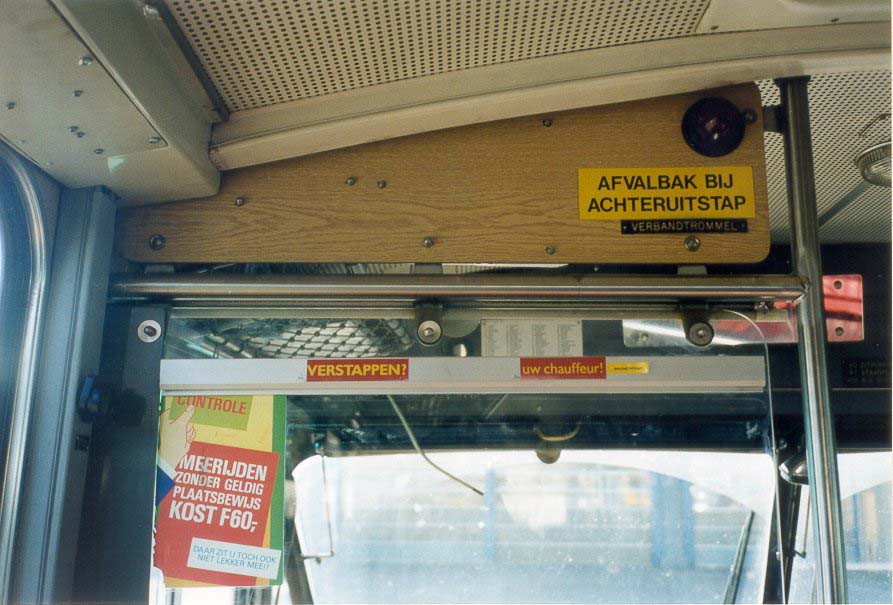 AFVALBAK BIJ
ACHTERUITSTAP
VERBANDTROMMEL
VERSTAPPEN?
uw chauffeur!
CONTROLE
MEERIJDEN
ZONDER GELDIG
PLAATSBEWIJS
KOST F60,-
DAAR ZIT U TOCH OOK
NIET LEKKER MEE!?